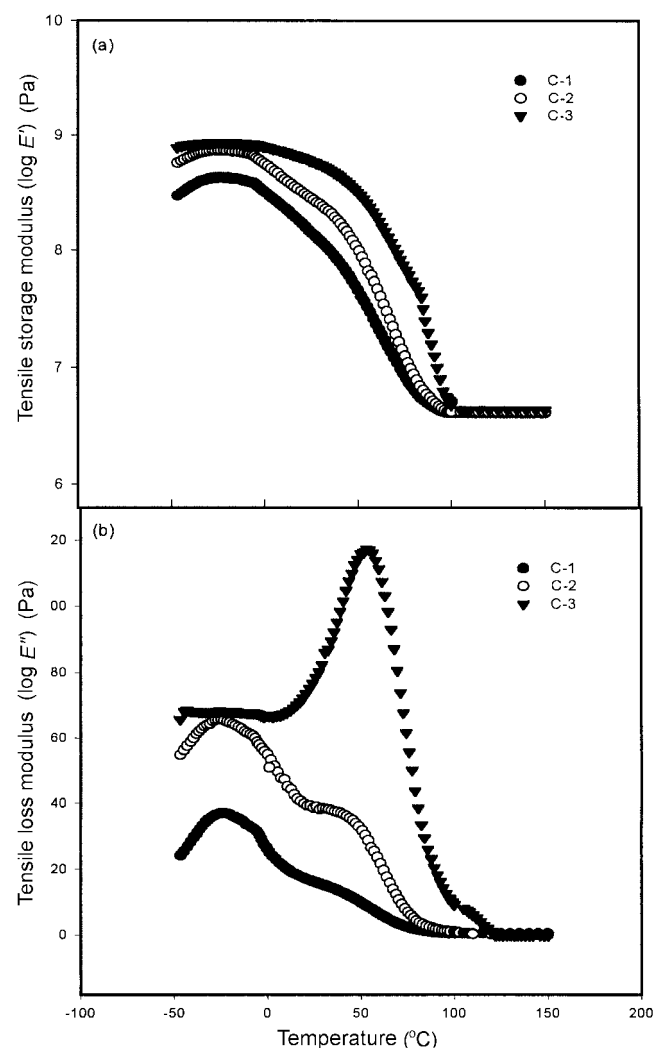 10
(a)
C-1
C-2
C-3
9
8
7
6
Tensile storage modulus (log E') (Pa)
(b)
20
C-1
C-2
C-3
00
80
60
40
20
0
Tensile loss modulus (log E") (Pa)
-100 -50 0 50 100 150 200
Temperature (°C)